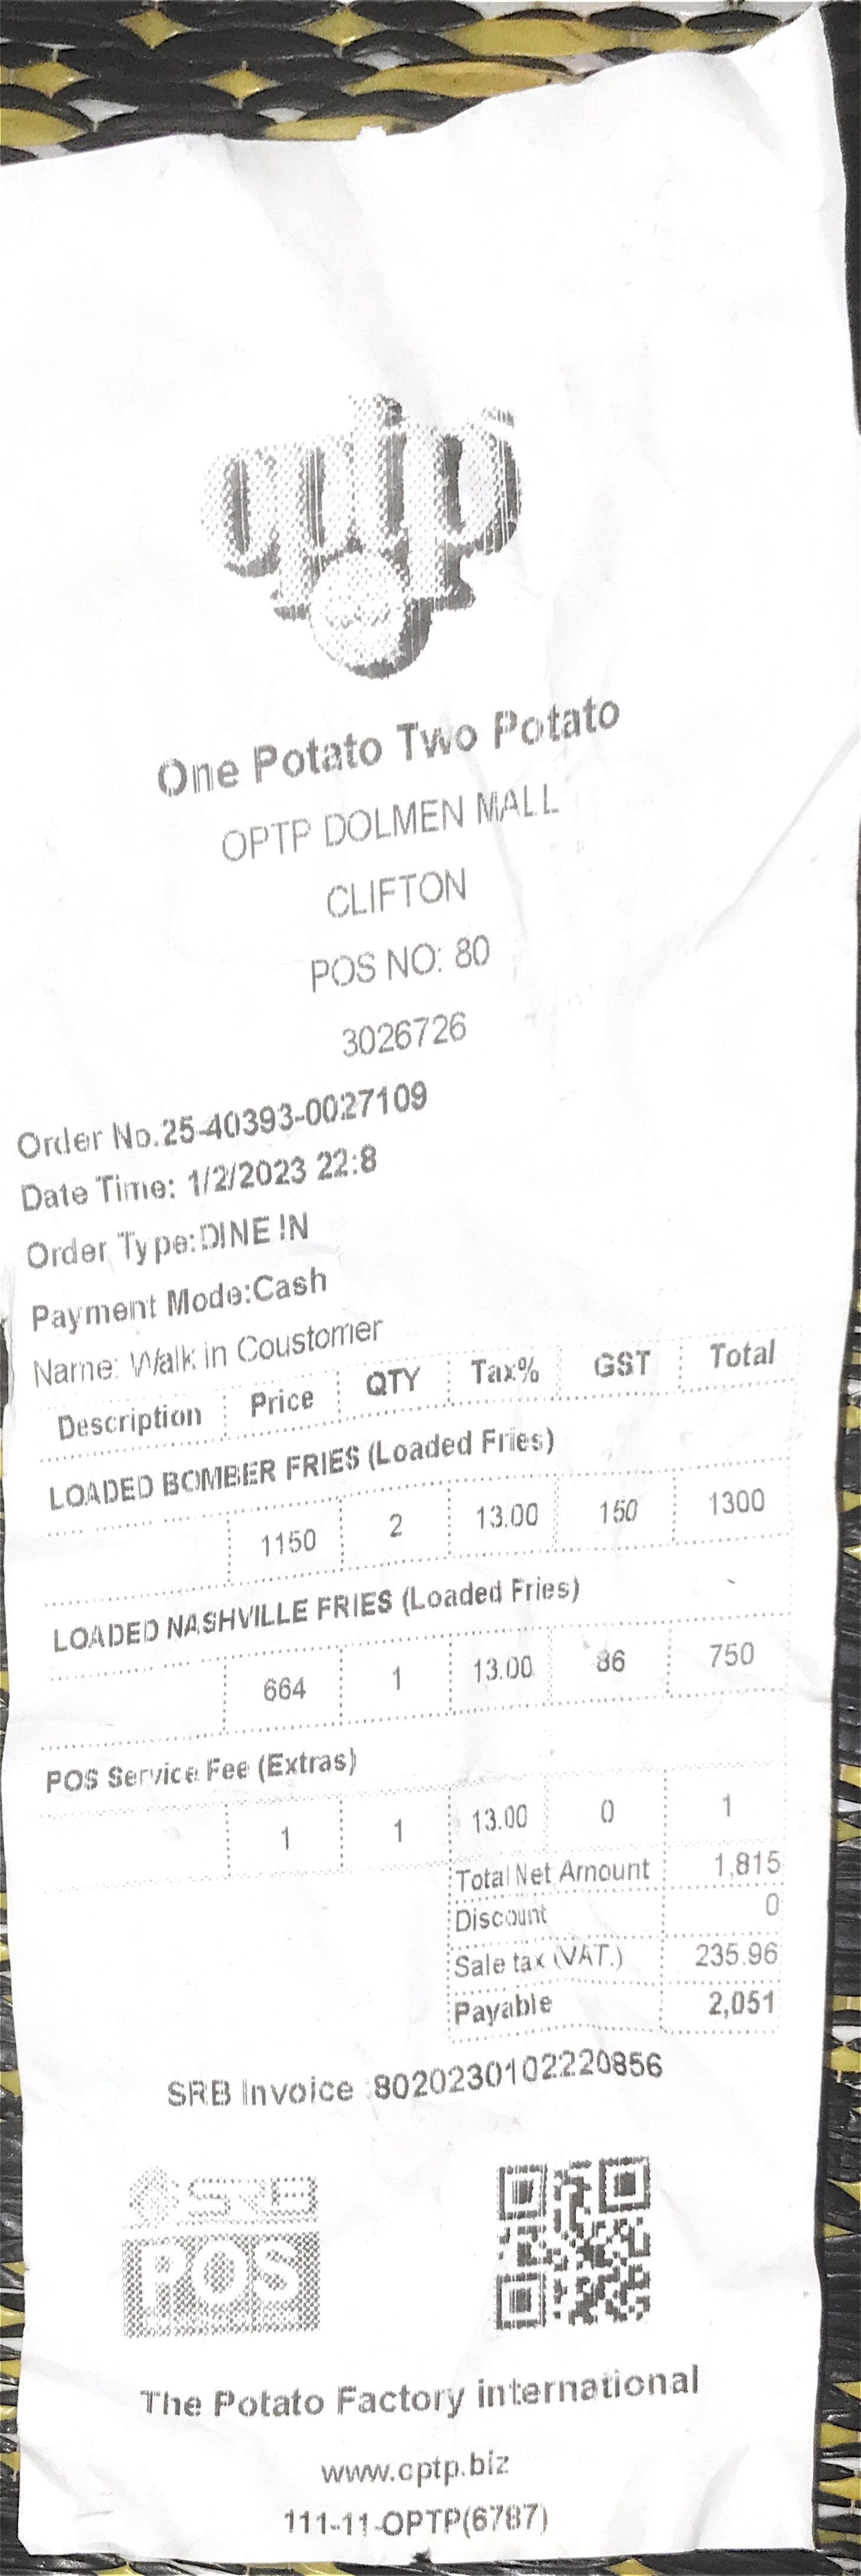 optp
One Potato Two Potato
OPTP DOLMEN MALL
CLIFTON
POS NO: 80
3026726
Order No.25-40393-0027109
Date Time: 1/2/2023 22:8
Order Type:DINE IN
Payment Mode:Cash
Name: Walk in Coustomer
Description Price QTY Tax% GST Total
LOADED BOMBER FRIES (Loaded Fries)
1150 2 13.00 150 1300
LOADED NASHVILLE FRIES (Loaded Fries)
664 1 13.00 86 750
POS Service Fee (Extras)
1 1 13.00 0 1
Total Net Amount 1,815
Discount 0
Sale tax (VAT.) 235.96
Payable 2,051
SRB Invoice :8020230102220856
SRB
POS
The Potato Factory international
www.optp.biz
111-11-OPTP(6787)